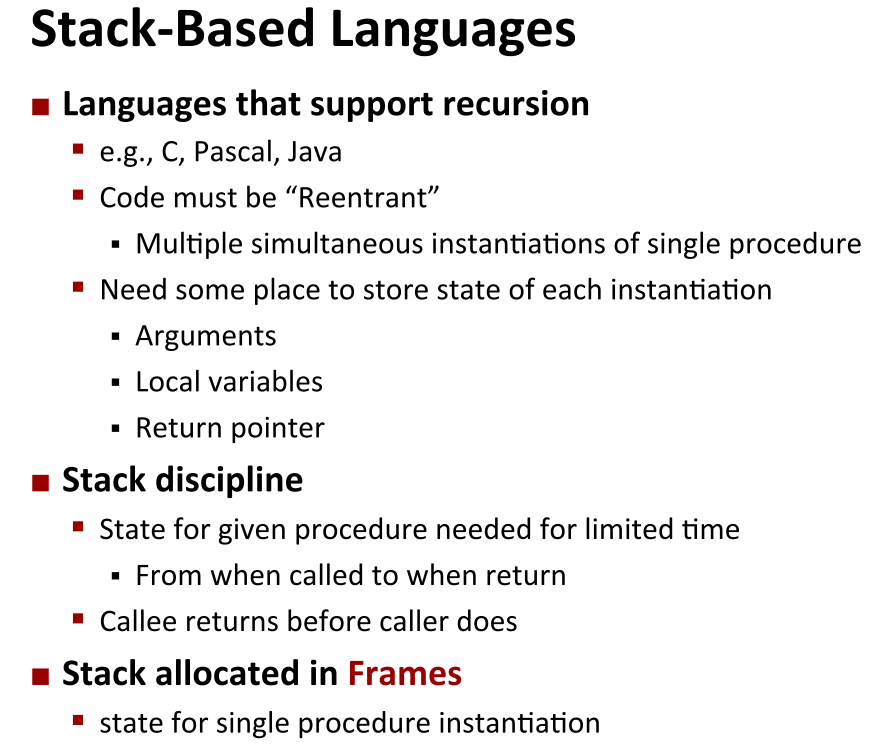 Stack-Based Languages
Languages that support recursion
e.g., C, Pascal, Java
Code must be “Reentrant”
Multiple simultaneous instantiations of single procedure
Need some place to store state of each instantiation
Arguments
Local variables
Return pointer
Stack discipline
State for given procedure needed for limited time
From when called to when return
Callee returns before caller does
Stack allocated in Frames
state for single procedure instantiation